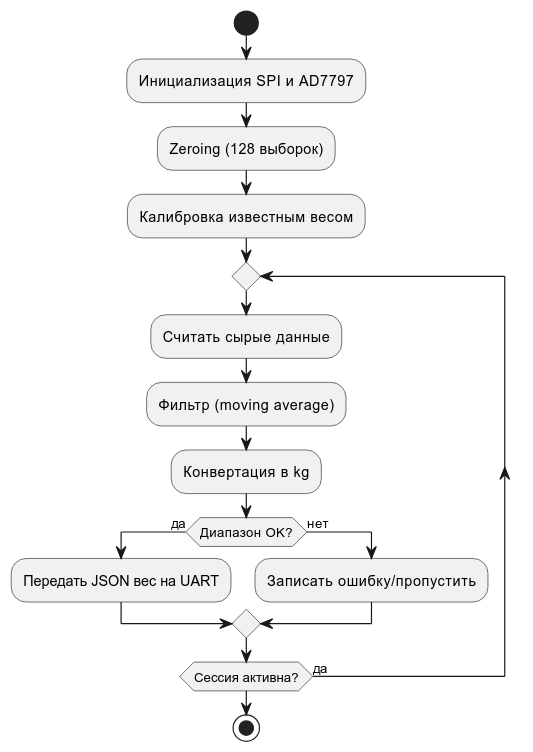 Инициализация SPI и AD7797
Zeroing (128 выборок)
Калибровка известным весом
Считать сырые данные
Фильтр (moving average)
Конвертация в kg
да
Диапазон OK?
нет
Передать JSON вес на UART
Записать ошибку/пропустить
Сессия активна?
да